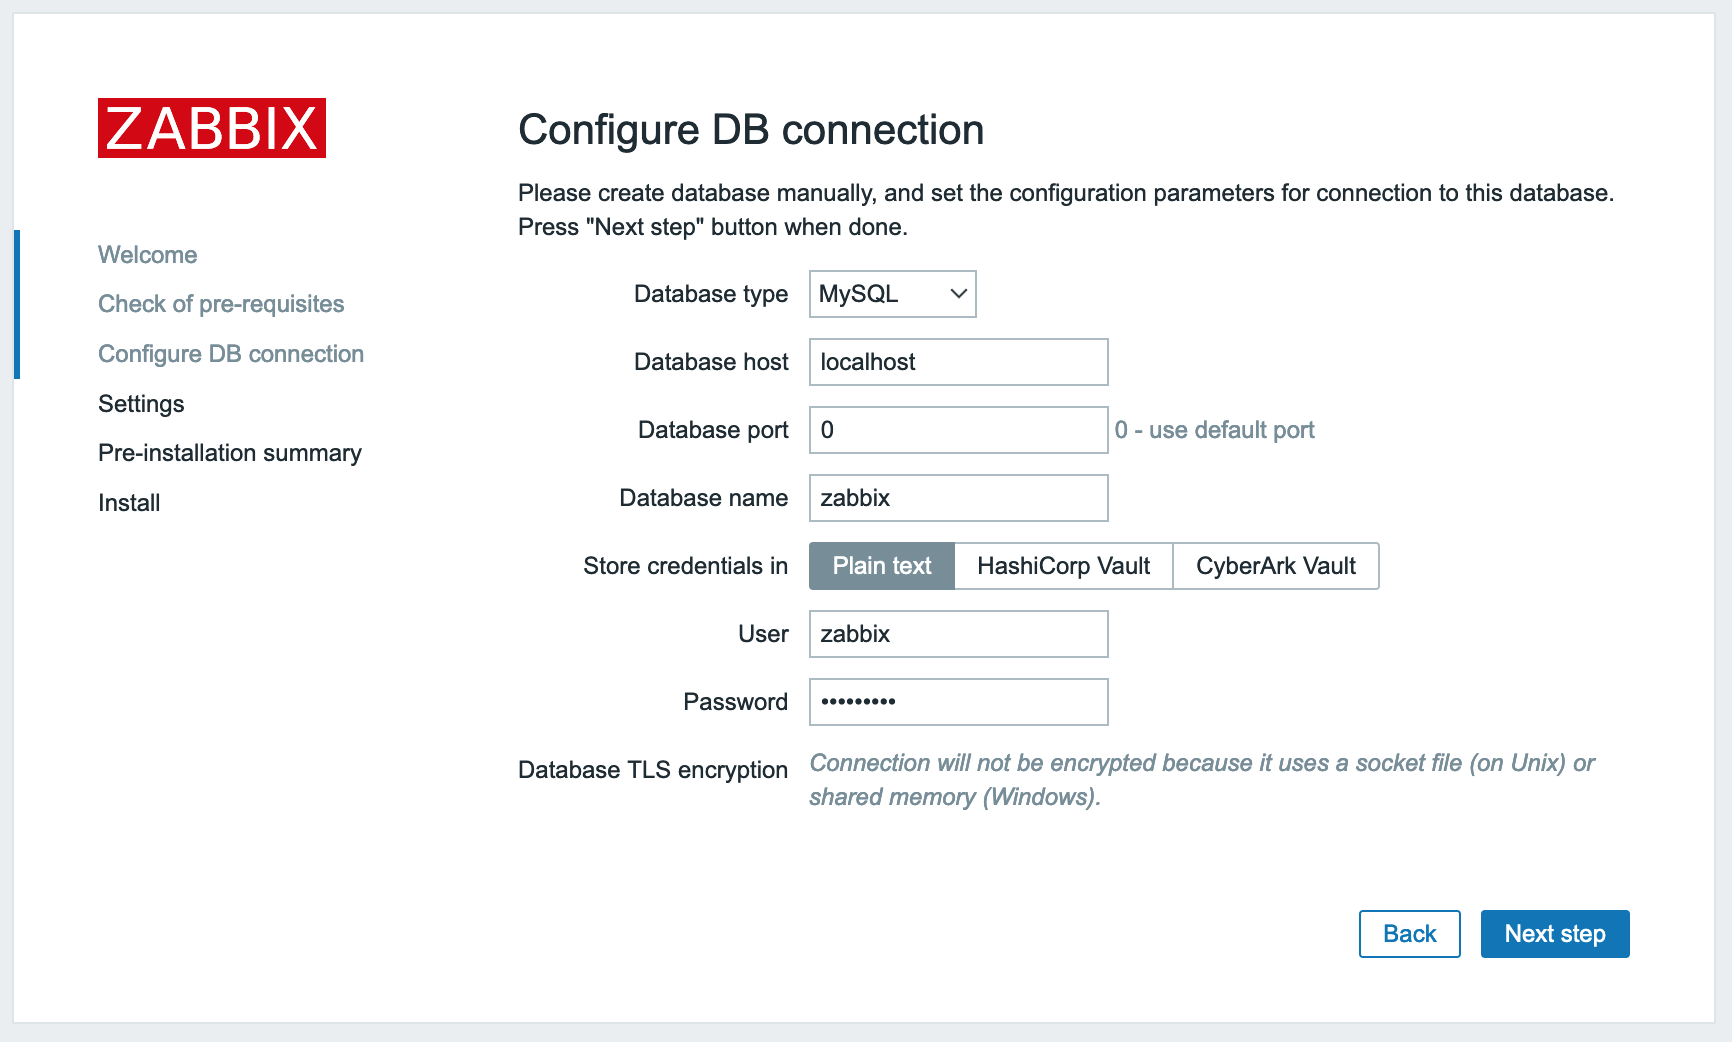 ZABBIX
Welcome
Check of pre-requisites
Configure DB connection
Settings
Pre-installation summary
Install
Configure DB connection
Please create database manually, and set the configuration parameters for connection to this database.
Press "Next step" button when done.
Database type MySQL
Database host localhost
Database port 0 0 - use default port
Database name zabbix
Store credentials in Plain text HashiCorp Vault CyberArk Vault
User zabbix
Password •••••••••
Database TLS encryption Connection will not be encrypted because it uses a socket file (on Unix) or
shared memory (Windows).
Back Next step